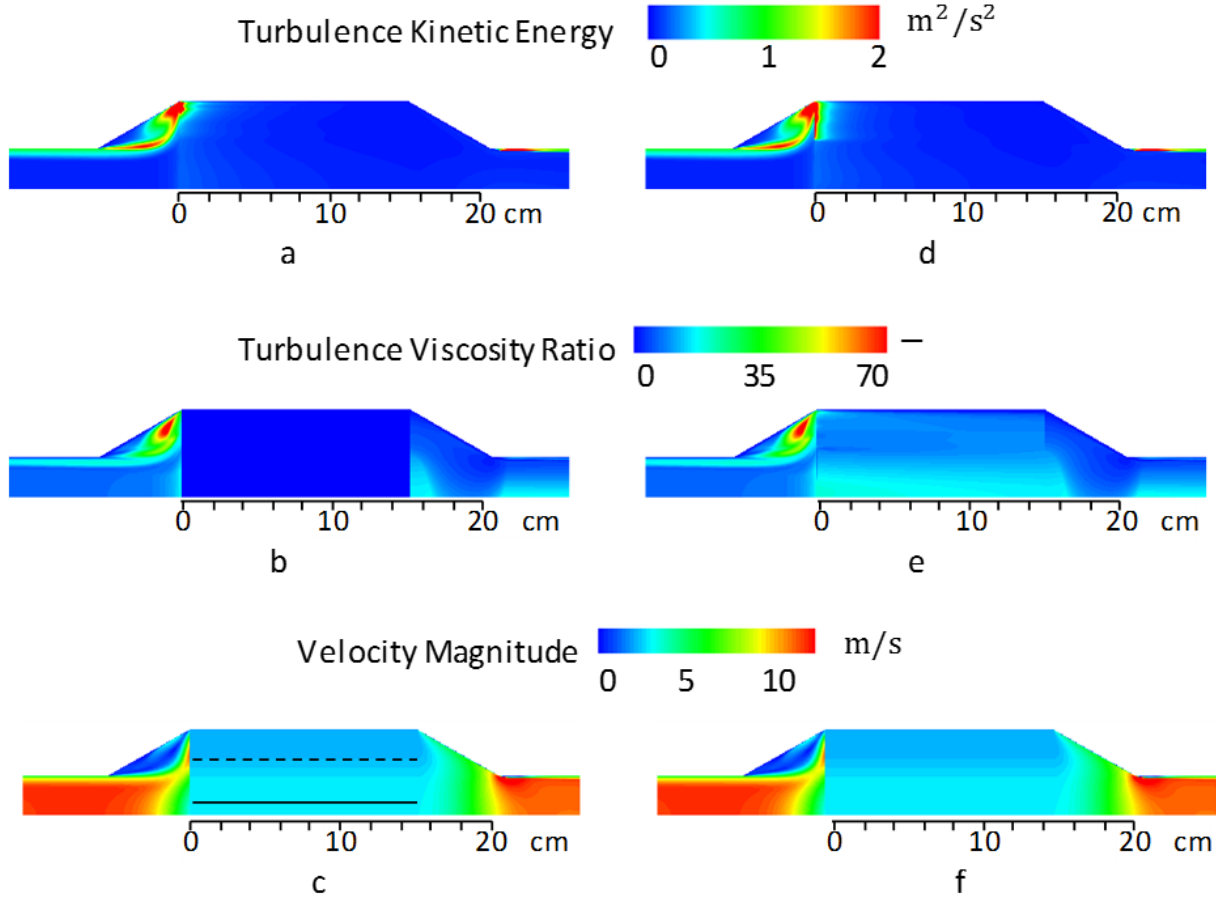 Turbulence Kinetic Energy
m²/s²
0 1 2
0 10 20 cm
a
0 10 20 cm
d
Turbulence Viscosity Ratio
–
0 35 70
0 10 20 cm
b
0 10 20 cm
e
Velocity Magnitude
m/s
0 5 10
0 10 20 cm
c
0 10 20 cm
f